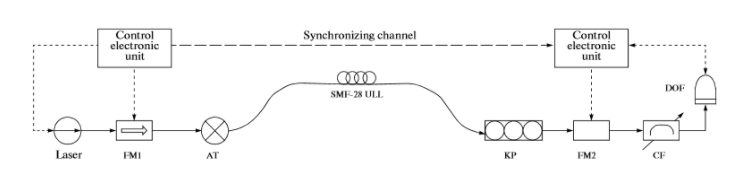 Control
electronic
unit
Synchronizing channel
Control
electronic
unit
SMF-28 ULL
DOF
Laser
FM1
AT
KP
FM2
CF